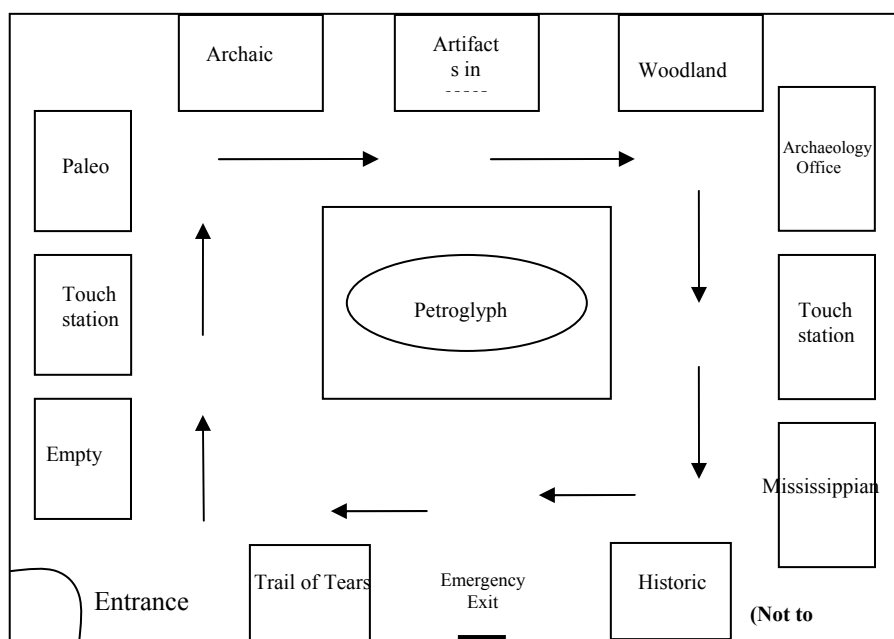 Archaic
Artifact
s in
Woodland
Archaeology
Office
Paleo
Touch
station
Petroglyph
Touch
station
Empty
Mississippian
Entrance
Trail of Tears
Emergency
Exit
Historic
(Not to